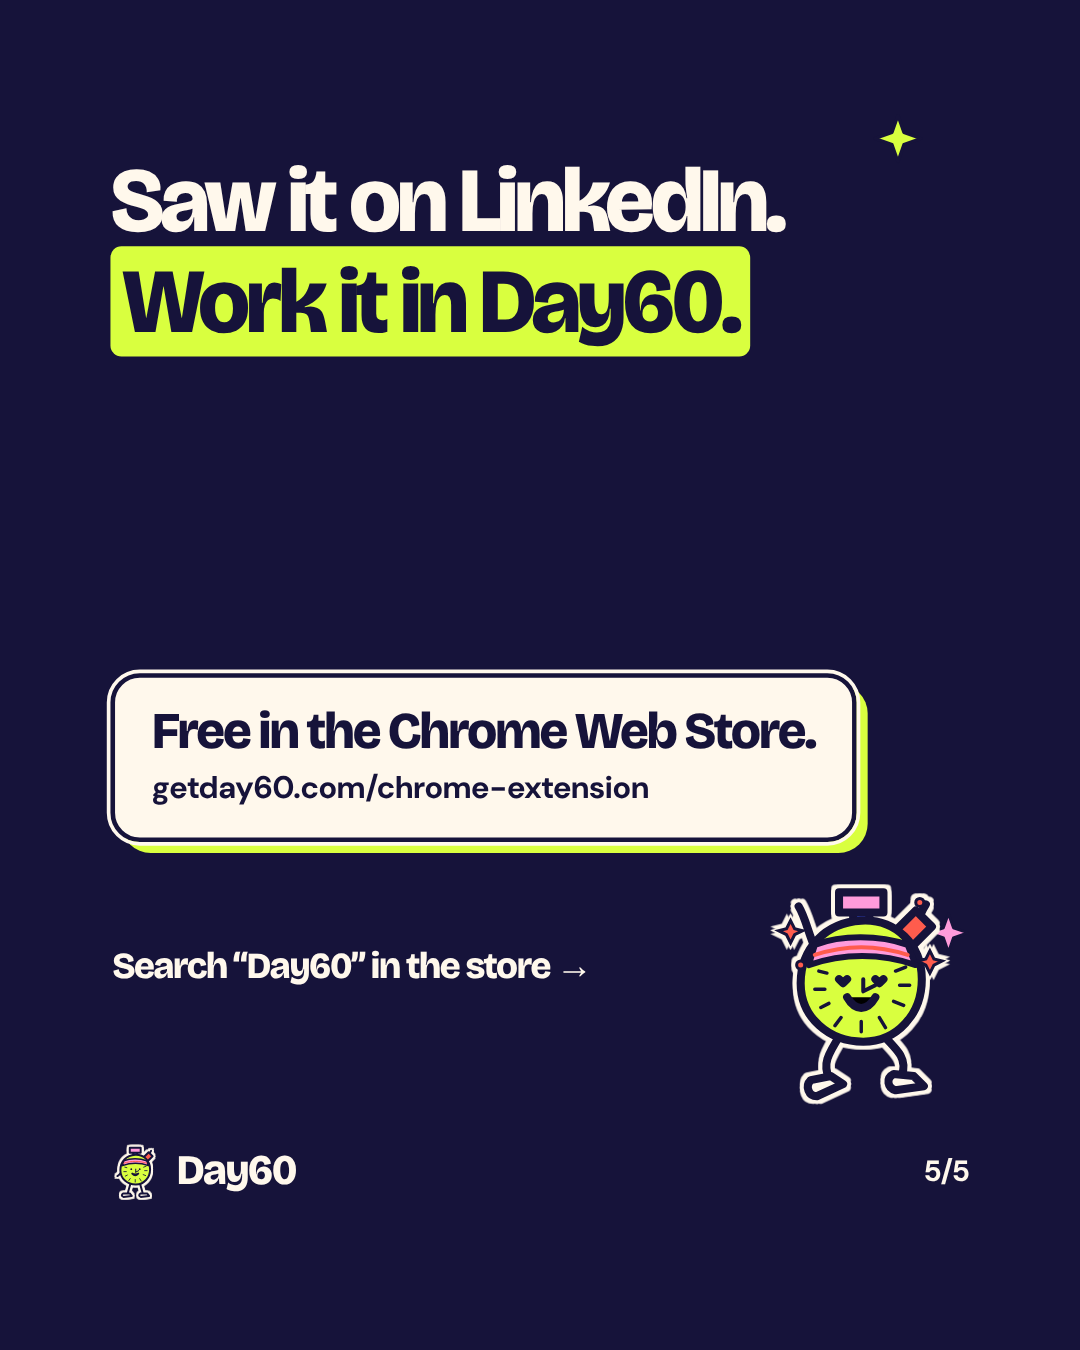 Saw it on LinkedIn.
Work it in Day60.
Free in the Chrome Web Store.
getday60.com/chrome-extension
Search “Day60” in the store →
Day60
5/5